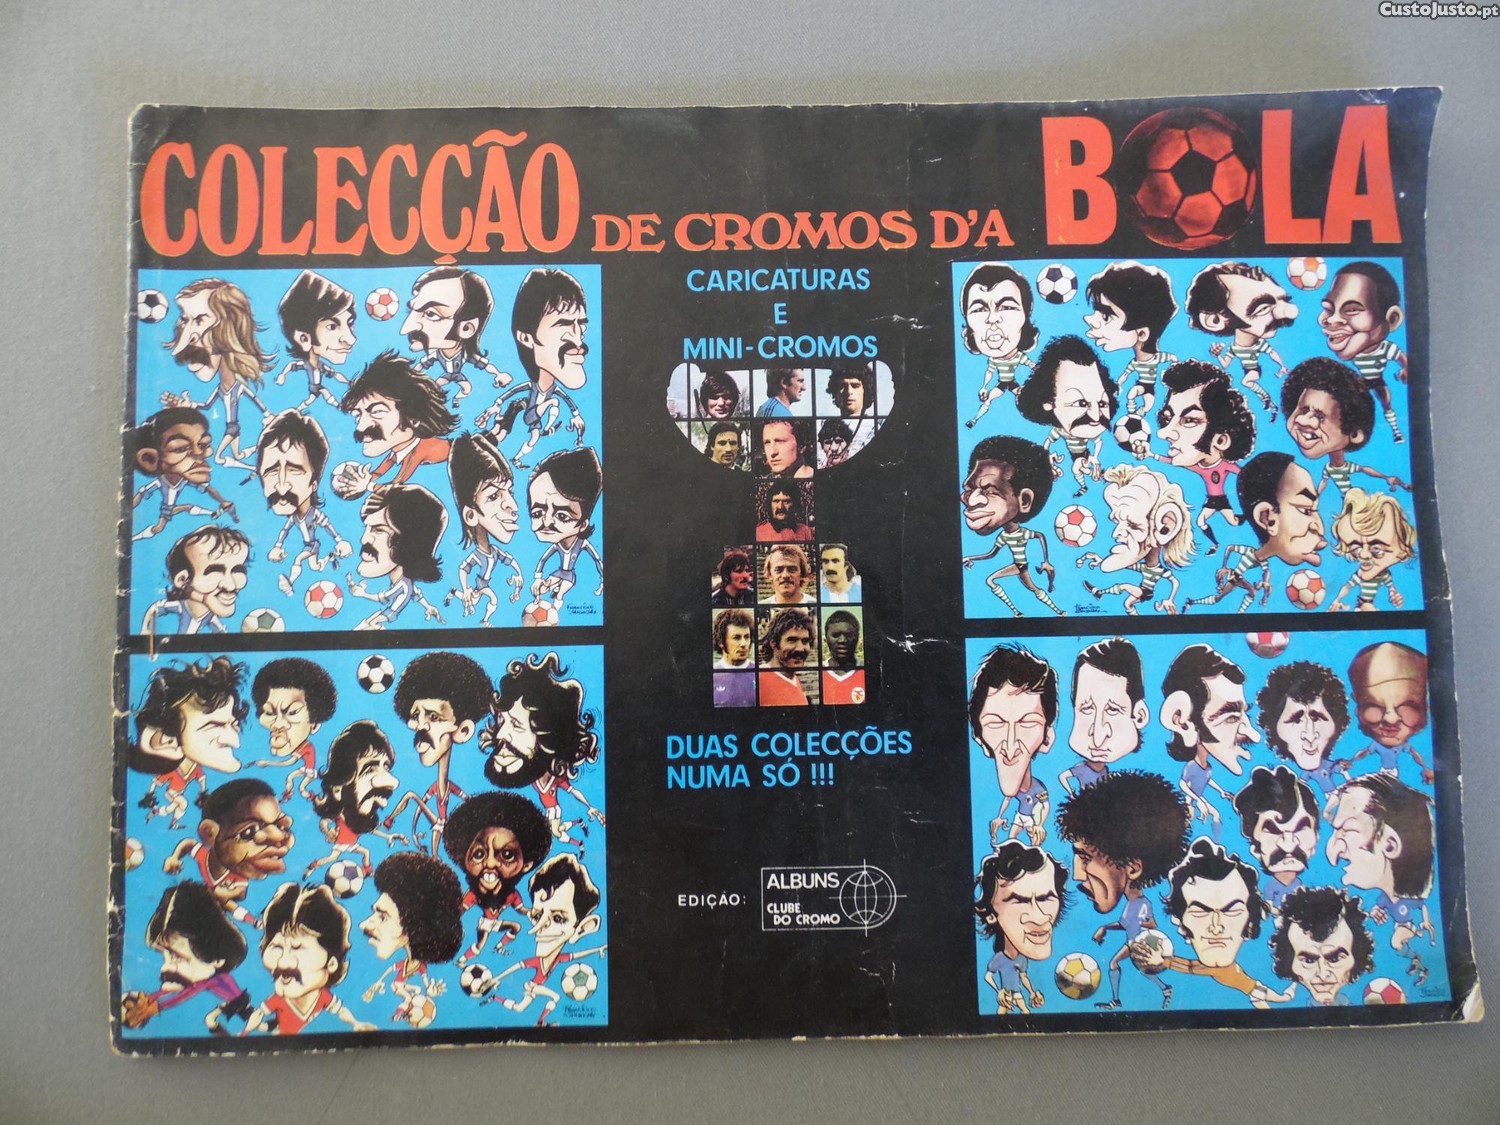 CustoJusto.pt
COLECÇÃO DE CROMOS D'A BOLA
CARICATURAS
E
MINI-CROMOS
DUAS COLECÇÕES
NUMA SÓ !!!
EDIÇÃO:
ALBUNS
CLUBE
DO CROMO